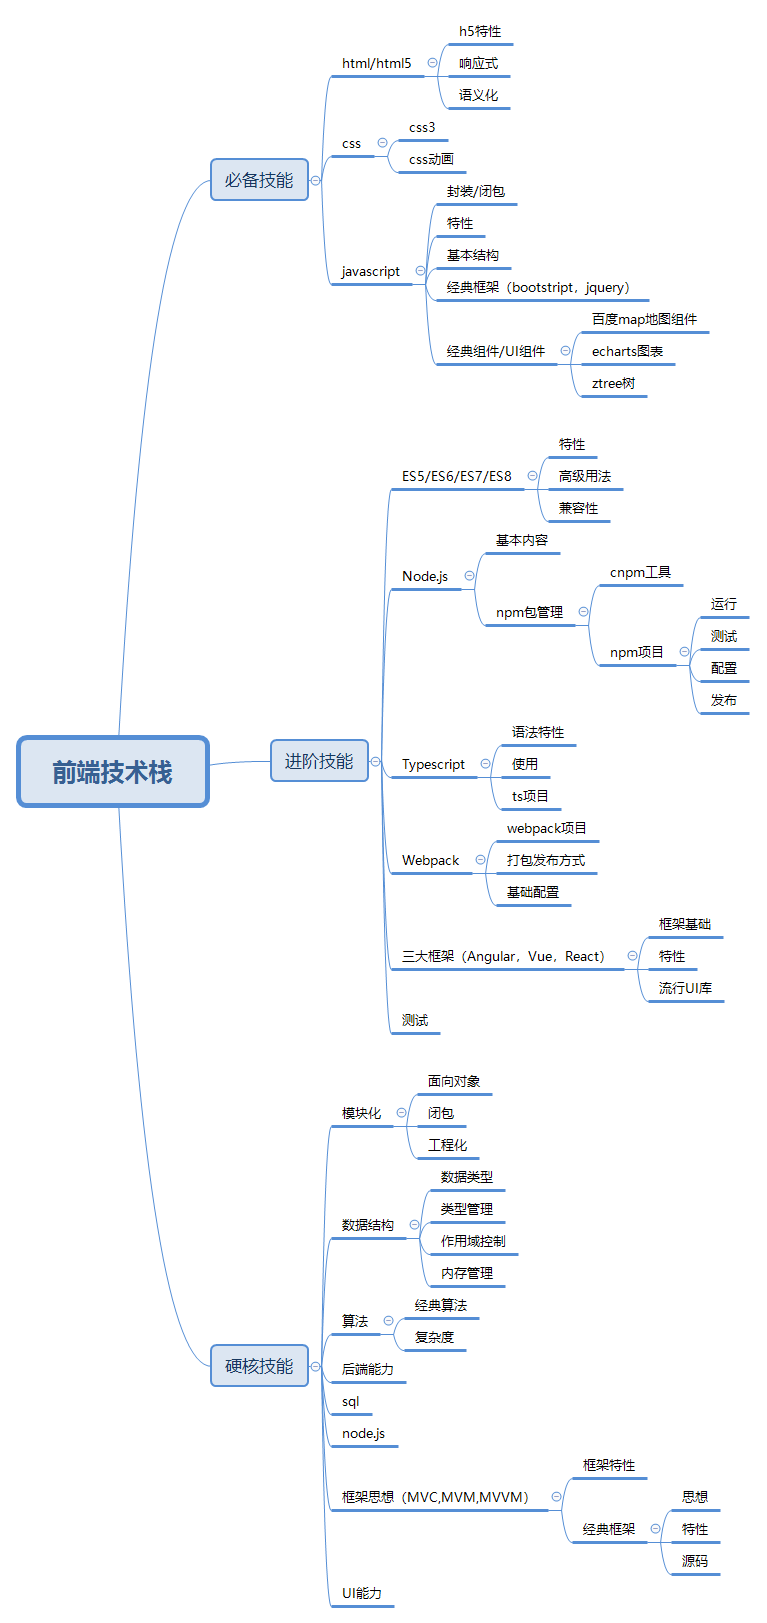 前端技术栈
必备技能
html/html5
h5特性
响应式
语义化
css
css3
css动画
javascript
封装/闭包
特性
基本结构
经典框架（bootstript，jquery）
经典组件/UI组件
百度map地图组件
echarts图表
ztree树
进阶技能
ES5/ES6/ES7/ES8
特性
高级用法
兼容性
Node.js
基本内容
npm包管理
cnpm工具
npm项目
运行
测试
配置
发布
Typescript
语法特性
使用
ts项目
Webpack
webpack项目
打包发布方式
基础配置
三大框架（Angular，Vue，React）
框架基础
特性
流行UI库
测试
硬核技能
模块化
面向对象
闭包
工程化
数据结构
数据类型
类型管理
作用域控制
内存管理
算法
经典算法
复杂度
后端能力
sql
node.js
框架思想（MVC,MVM,MVVM）
框架特性
经典框架
思想
特性
源码
UI能力